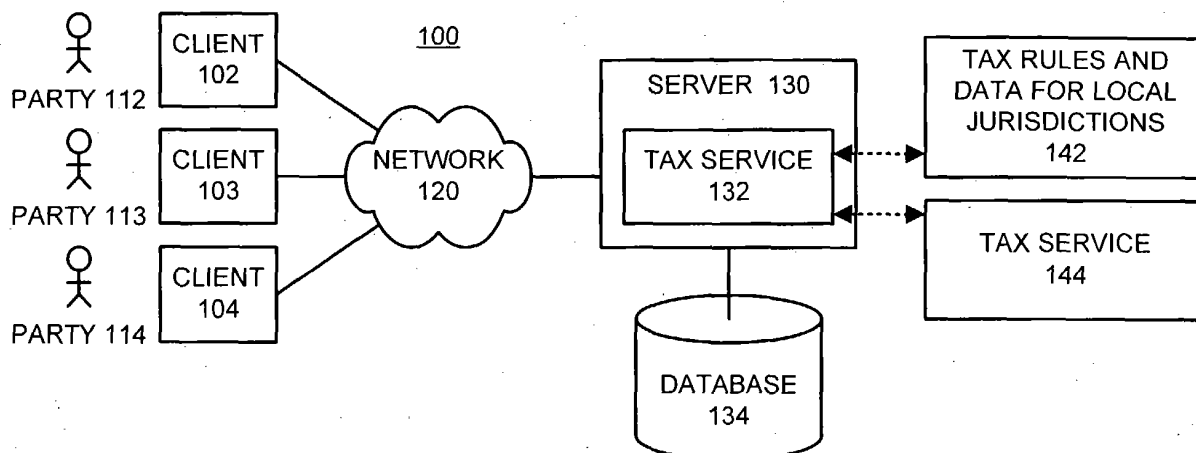 100
CLIENT
102
PARTY 112
CLIENT
103
PARTY 113
CLIENT
104
PARTY 114
NETWORK
120
SERVER 130
TAX SERVICE
132
DATABASE
134
TAX RULES AND
DATA FOR LOCAL
JURISDICTIONS
142
TAX SERVICE
144